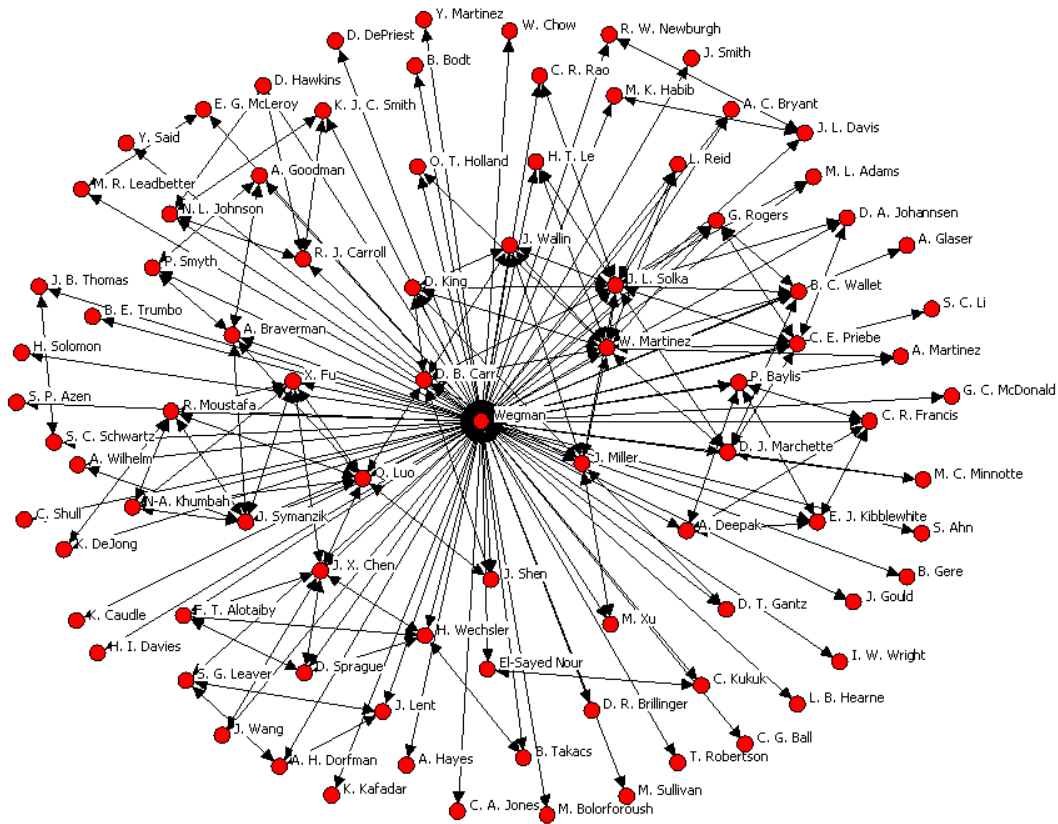 Y. Martinez
W. Chow
R. W. Newburgh
D. DePriest
J. Smith
B. Bodt
C. R. Rao
D. Hawkins
M. K. Habib
E. G. McLeroy
K. J. C. Smith
A. C. Bryant
J. L. Davis
Y. Said
O. T. Holland
H. T. Le
L. Reid
A. Goodman
M. L. Adams
M. R. Leadbetter
N. L. Johnson
G. Rogers
D. A. Johannsen
J. Wallin
A. Glaser
R. J. Carroll
P. Smyth
D. King
J. L. Solka
B. C. Wallet
J. B. Thomas
S. C. Li
B. E. Trumbo
A. Braverman
C. E. Priebe
H. Solomon
W. Martinez
A. Martinez
X. Fu
D. B. Carr
P. Baylis
G. C. McDonald
S. P. Azen
R. Moustafa
Wegman
C. R. Francis
S. C. Schwartz
D. J. Marchette
A. Wilhelm
J. Miller
Q. Luo
M. C. Minnotte
N-A. Khumbah
C. Shull
J. Symanzik
A. Deepak
E. J. Kibblewhite
S. Ahn
K. DeJong
J. X. Chen
J. Shen
B. Gere
J. Gould
K. Caudle
F. T. Alotaiby
D. T. Gantz
M. Xu
H. Wechsler
H. I. Davies
I. W. Wright
D. Sprague
El-Sayed Nour
S. G. Leaver
C. Kukuk
L. B. Hearne
J. Lent
D. R. Brillinger
J. Wang
C. G. Ball
B. Takacs
T. Robertson
A. H. Dorfman
A. Hayes
K. Kafadar
M. Sullivan
C. A. Jones
M. Bolorforoush